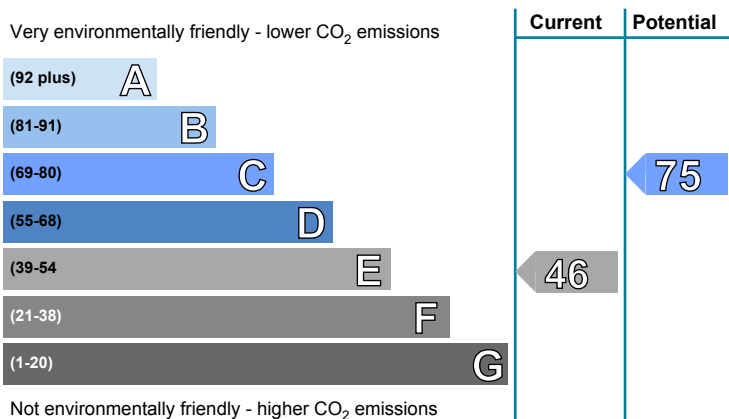 Current Potential
Very environmentally friendly - lower CO2 emissions
(92 plus) A
(81-91) B
(69-80) C 75
(55-68) D
(39-54 E 46
(21-38) F
(1-20) G
Not environmentally friendly - higher CO2 emissions